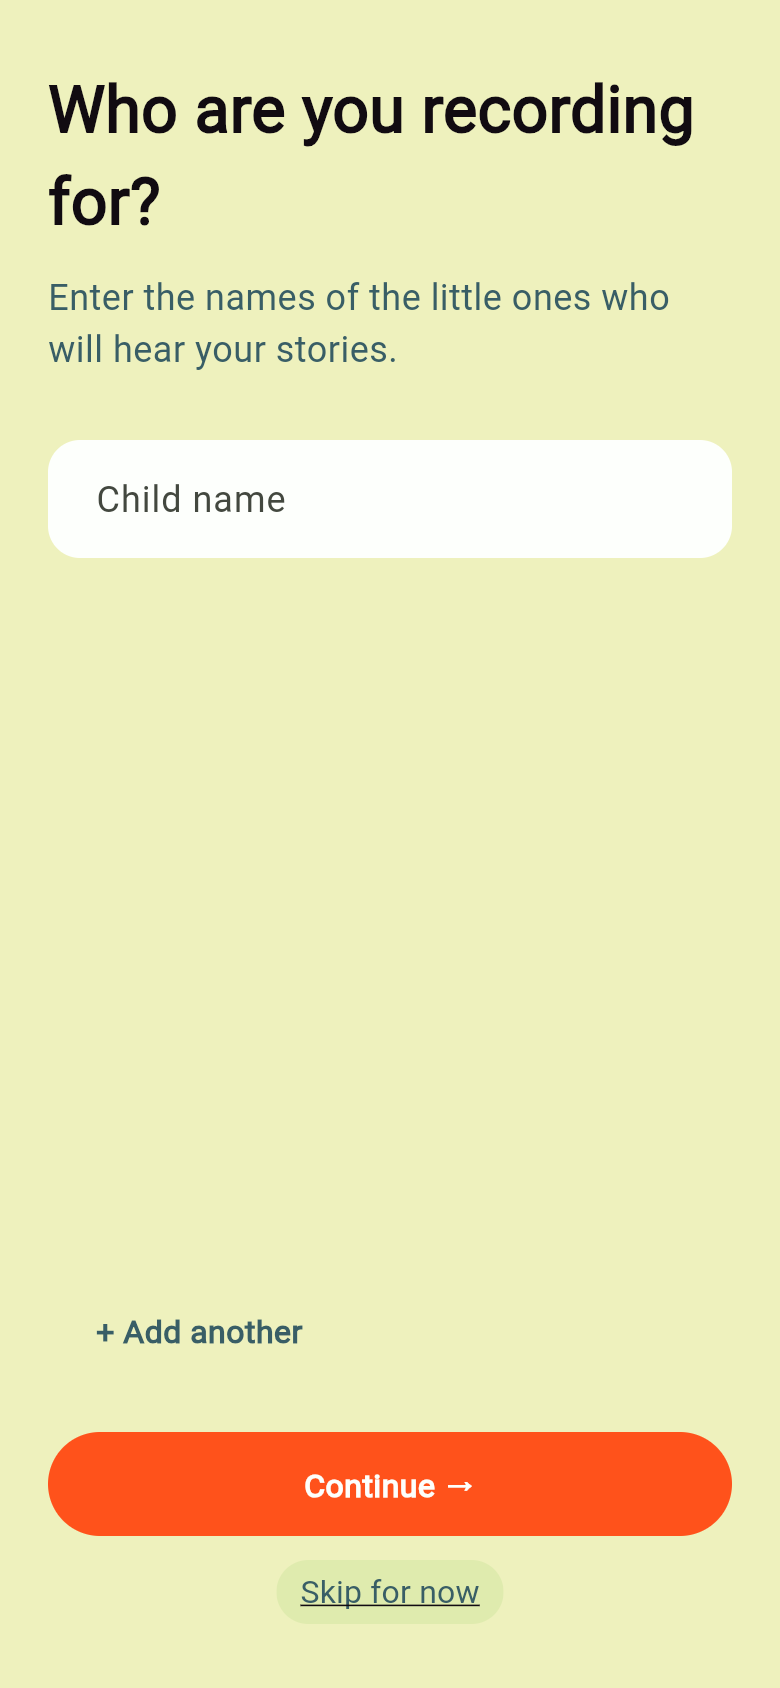 Who are you recording
for?
Enter the names of the little ones who
will hear your stories.
Child name
+ Add another
Continue →
Skip for now